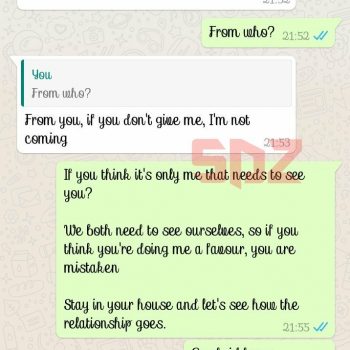 From who? 21:52
You
From who?
From you, if you don't give me, I'm not
coming 21:53
SDZ
If you think it's only me that needs to see
you?
We both need to see ourselves, so if you
think you're doing me a favour, you are
mistaken
Stay in your house and let's see how the
relationship goes. 21:55